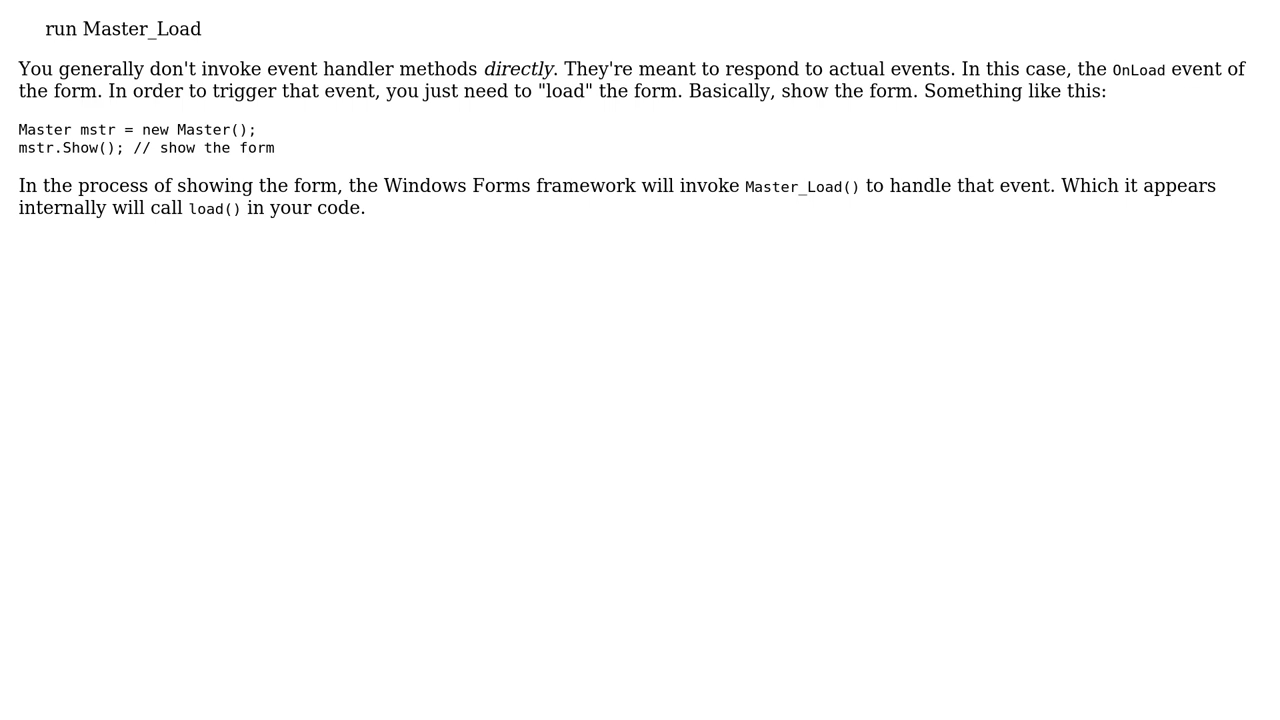 run Master_Load
You generally don't invoke event handler methods directly. They're meant to respond to actual events. In this case, the OnLoad event of
the form. In order to trigger that event, you just need to "load" the form. Basically, show the form. Something like this:
Master mstr = new Master();
mstr.Show(); // show the form
In the process of showing the form, the Windows Forms framework will invoke Master_Load() to handle that event. Which it appears
internally will call load() in your code.